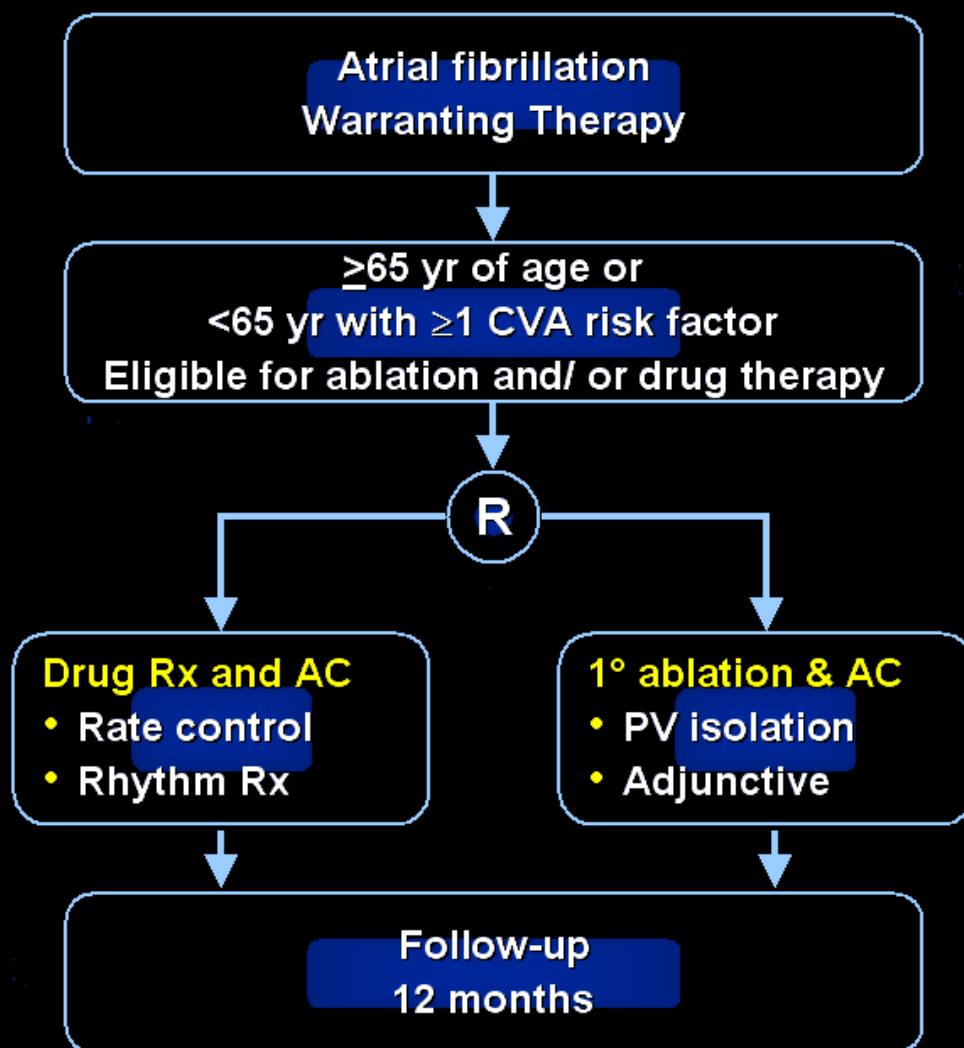 Atrial fibrillation
Warranting Therapy
≥65 yr of age or
<65 yr with ≥1 CVA risk factor
Eligible for ablation and/ or drug therapy
R
Drug Rx and AC
• Rate control
• Rhythm Rx
1° ablation & AC
• PV isolation
• Adjunctive
Follow-up
12 months